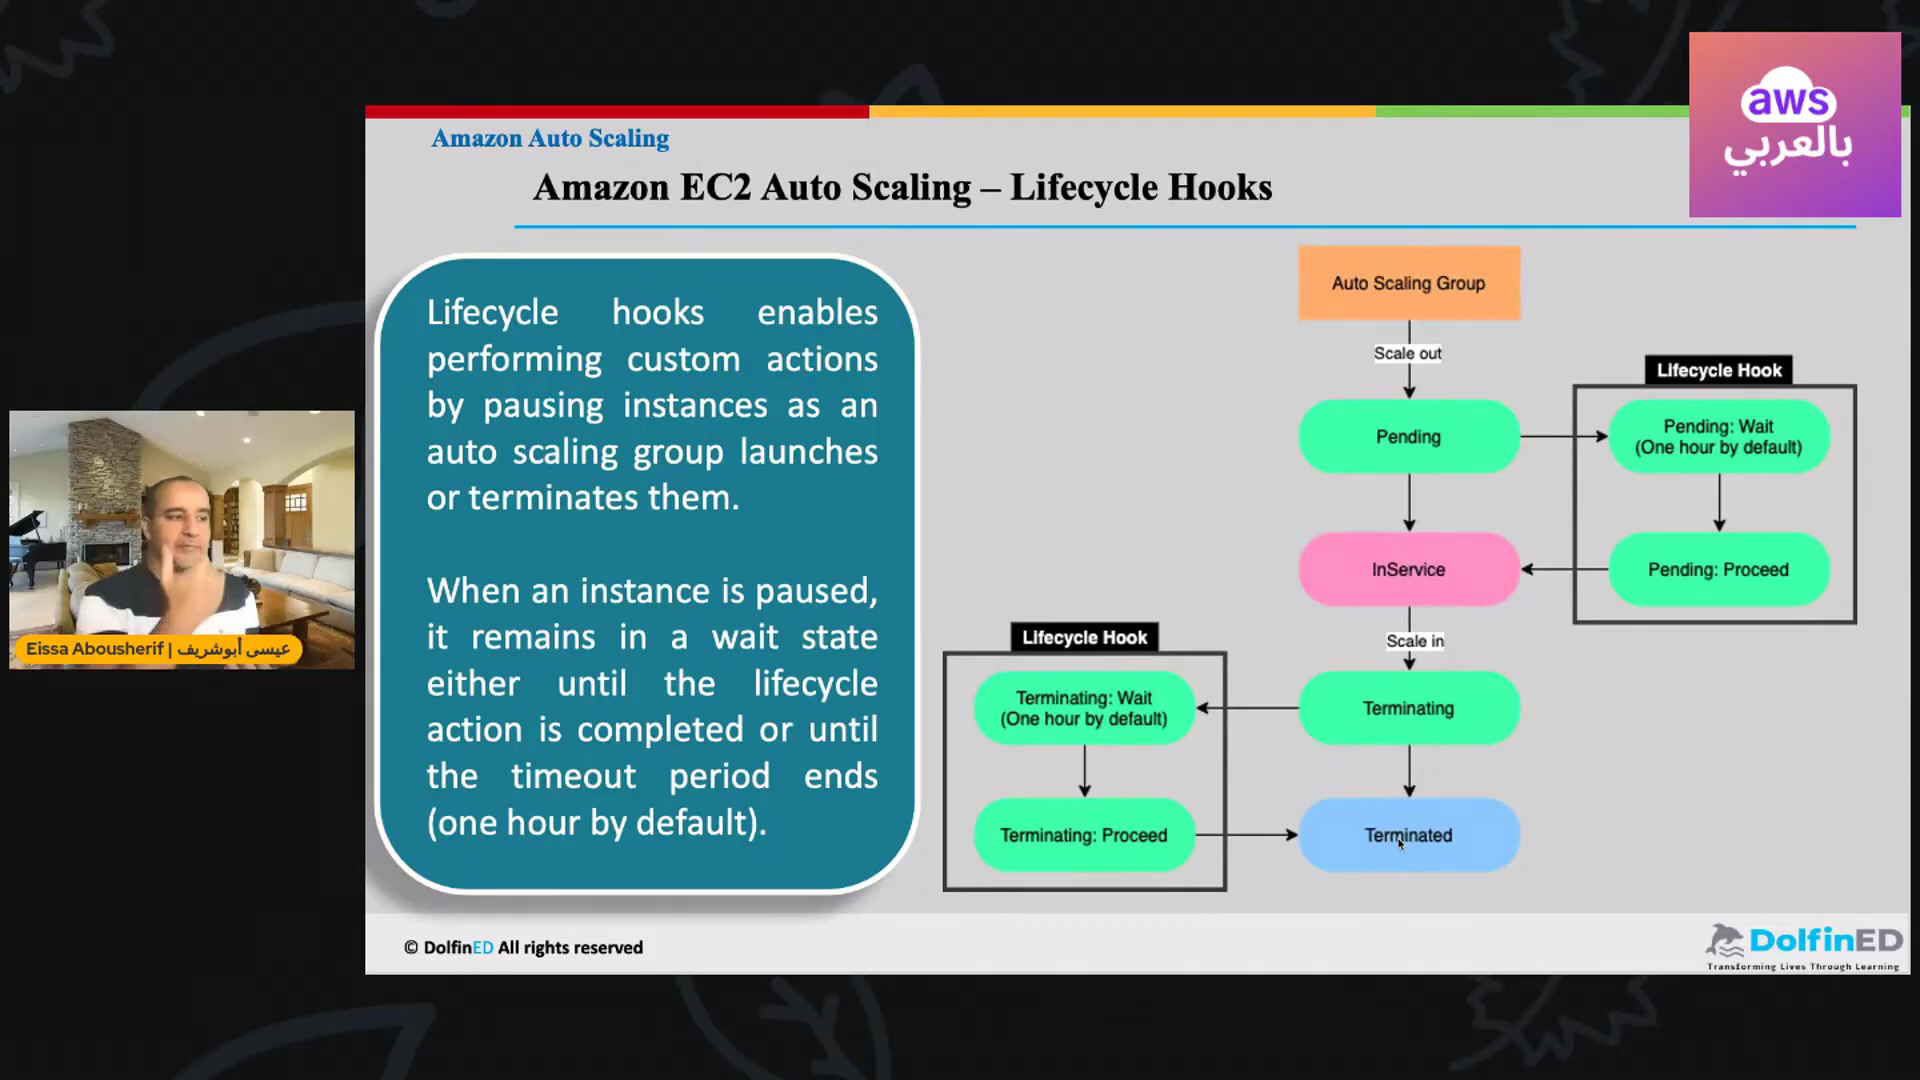 aws
بالعربي
Amazon Auto Scaling
Amazon EC2 Auto Scaling – Lifecycle Hooks
Lifecycle hooks enables
performing custom actions
by pausing instances as an
auto scaling group launches
or terminates them.
When an instance is paused,
it remains in a wait state
either until the lifecycle
action is completed or until
the timeout period ends
(one hour by default).
Auto Scaling Group
Scale out
Lifecycle Hook
Pending
Pending: Wait
(One hour by default)
InService
Pending: Proceed
Scale in
Lifecycle Hook
Terminating: Wait
(One hour by default)
Terminating
Terminating: Proceed
Terminated
Eissa Abousherif | عيسى أبوشريف
© DolfinED All rights reserved
DolfinED
Transforming Lives Through Learning